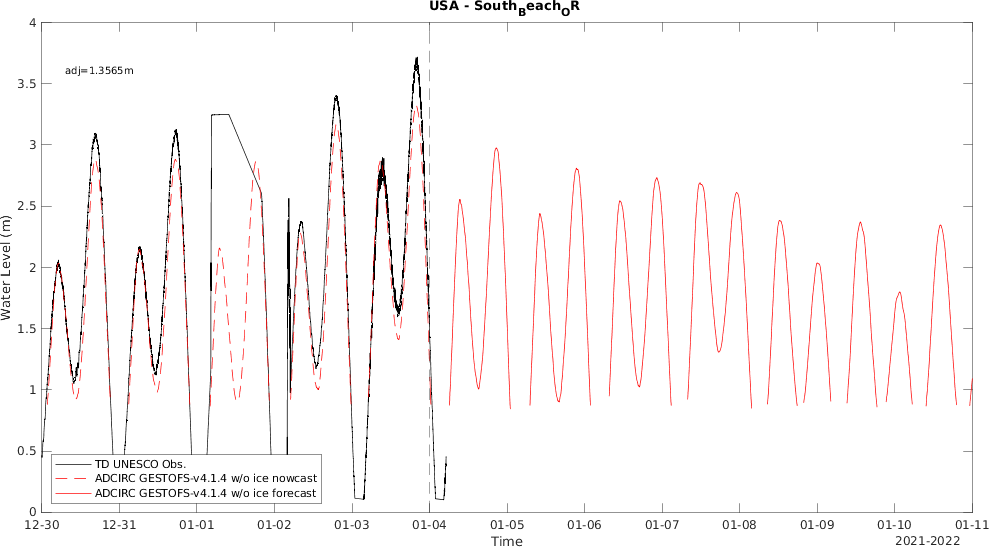 USA - SouthBeachOR
4
3.5
3
2.5
2
1.5
1
0.5
0
Water Level (m)
adj=1.3565m
TD UNESCO Obs.
ADCIRC GESTOFS-v4.1.4 w/o ice nowcast
ADCIRC GESTOFS-v4.1.4 w/o ice forecast
12-30 12-31 01-01 01-02 01-03 01-04 01-05 01-06 01-07 01-08 01-09 01-10 01-11
Time
2021-2022